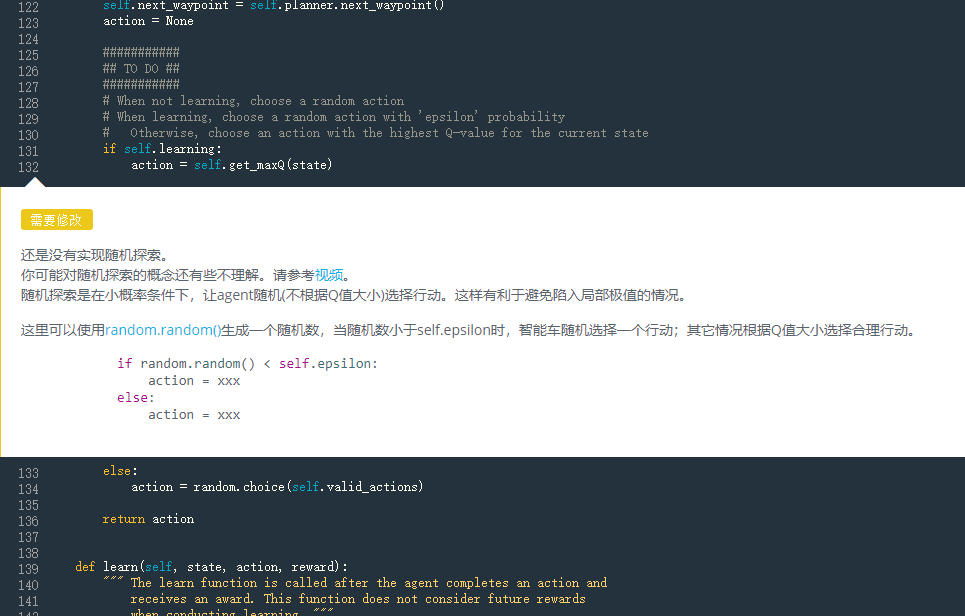 122 self.next_waypoint = self.planner.next_waypoint()
123 action = None
124
125 ###########
126 ## TO DO ##
127 ###########
128 # When not learning, choose a random action
129 # When learning, choose a random action with 'epsilon' probability
130 #   Otherwise, choose an action with the highest Q-value for the current state
131 if self.learning:
132     action = self.get_maxQ(state)
需要修改
还是没有实现随机探索。
你可能对随机探索的概念还有些不理解。请参考视频。
随机探索是在小概率条件下，让agent随机(不根据Q值大小)选择行动。这样有利于避免陷入局部极值的情况。
这里可以使用random.random()生成一个随机数，当随机数小于self.epsilon时，智能车随机选择一个行动；其它情况根据Q值大小选择合理行动。
if random.random() < self.epsilon:
    action = xxx
else:
    action = xxx
133 else:
134     action = random.choice(self.valid_actions)
135
136 return action
137
138
139 def learn(self, state, action, reward):
140     """ The learn function is called after the agent completes an action and
141         receives an award. This function does not consider future rewards
142         when conducting learning. """